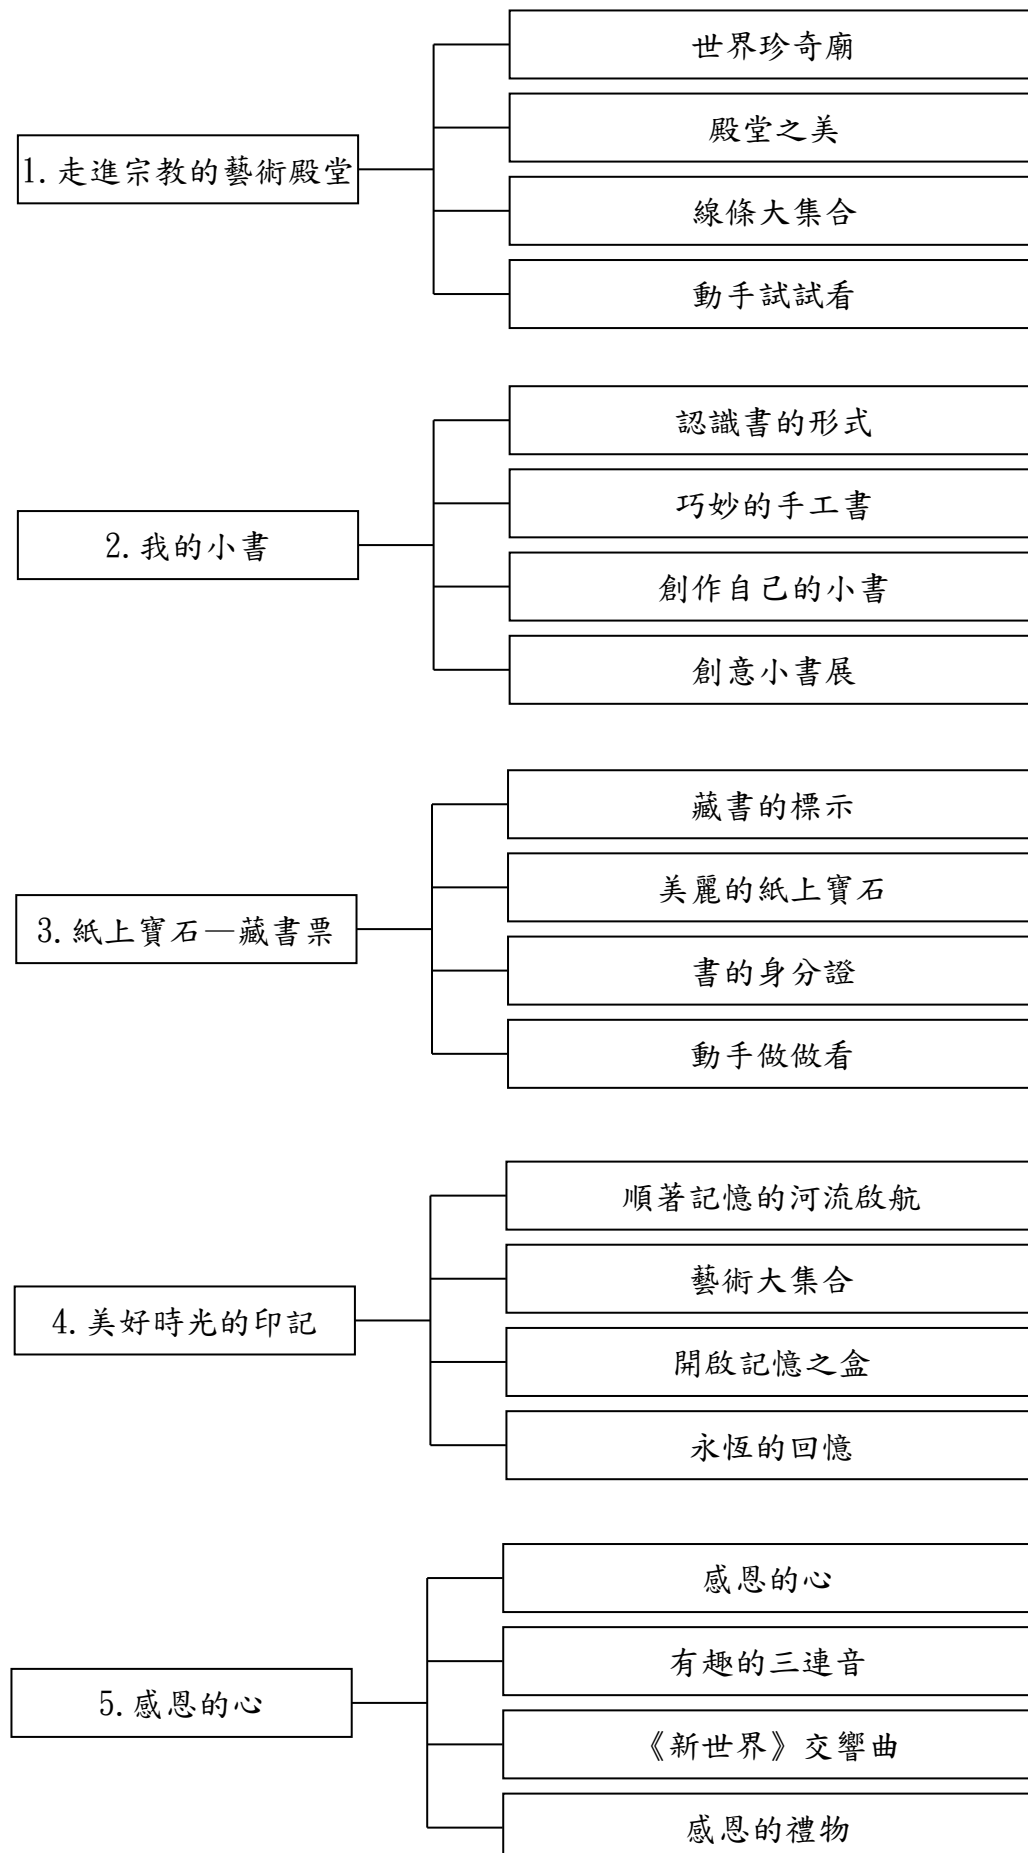 1.走進宗教的藝術殿堂
世界珍奇廟
殿堂之美
線條大集合
動手試試看
2.我的小書
認識書的形式
巧妙的手工書
創作自己的小書
創意小書展
3.紙上寶石—藏書票
藏書的標示
美麗的紙上寶石
書的身分證
動手做做看
4.美好時光的印記
順著記憶的河流啟航
藝術大集合
開啟記憶之盒
永恆的回憶
5.感恩的心
感恩的心
有趣的三連音
《新世界》交響曲
感恩的禮物